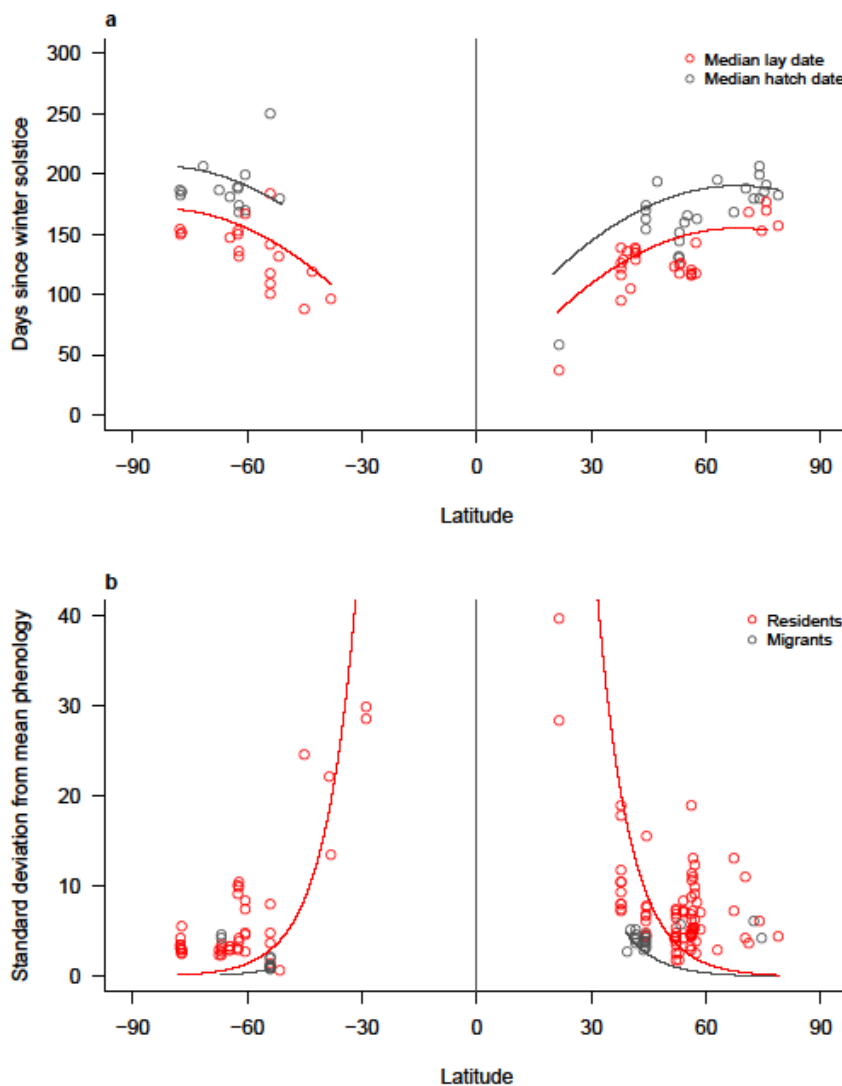 a
300
250
200
150
100
50
0
Days since winter solstice
Median lay date
Median hatch date
−90 −60 −30 0 30 60 90
Latitude
b
40
30
20
10
0
Standard deviation from mean phenology
Residents
Migrants
−90 −60 −30 0 30 60 90
Latitude